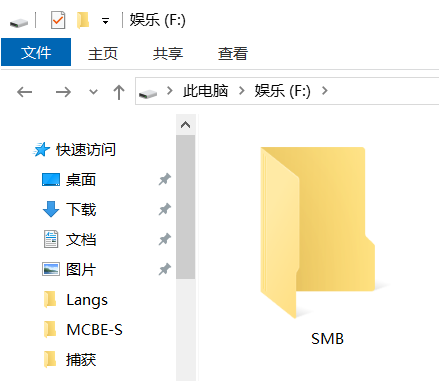 娱乐 (F:)
文件 主页 共享 查看
此电脑 娱乐 (F:)
快速访问
桌面
下载
文档
图片
Langs
MCBE-S
捕获
SMB